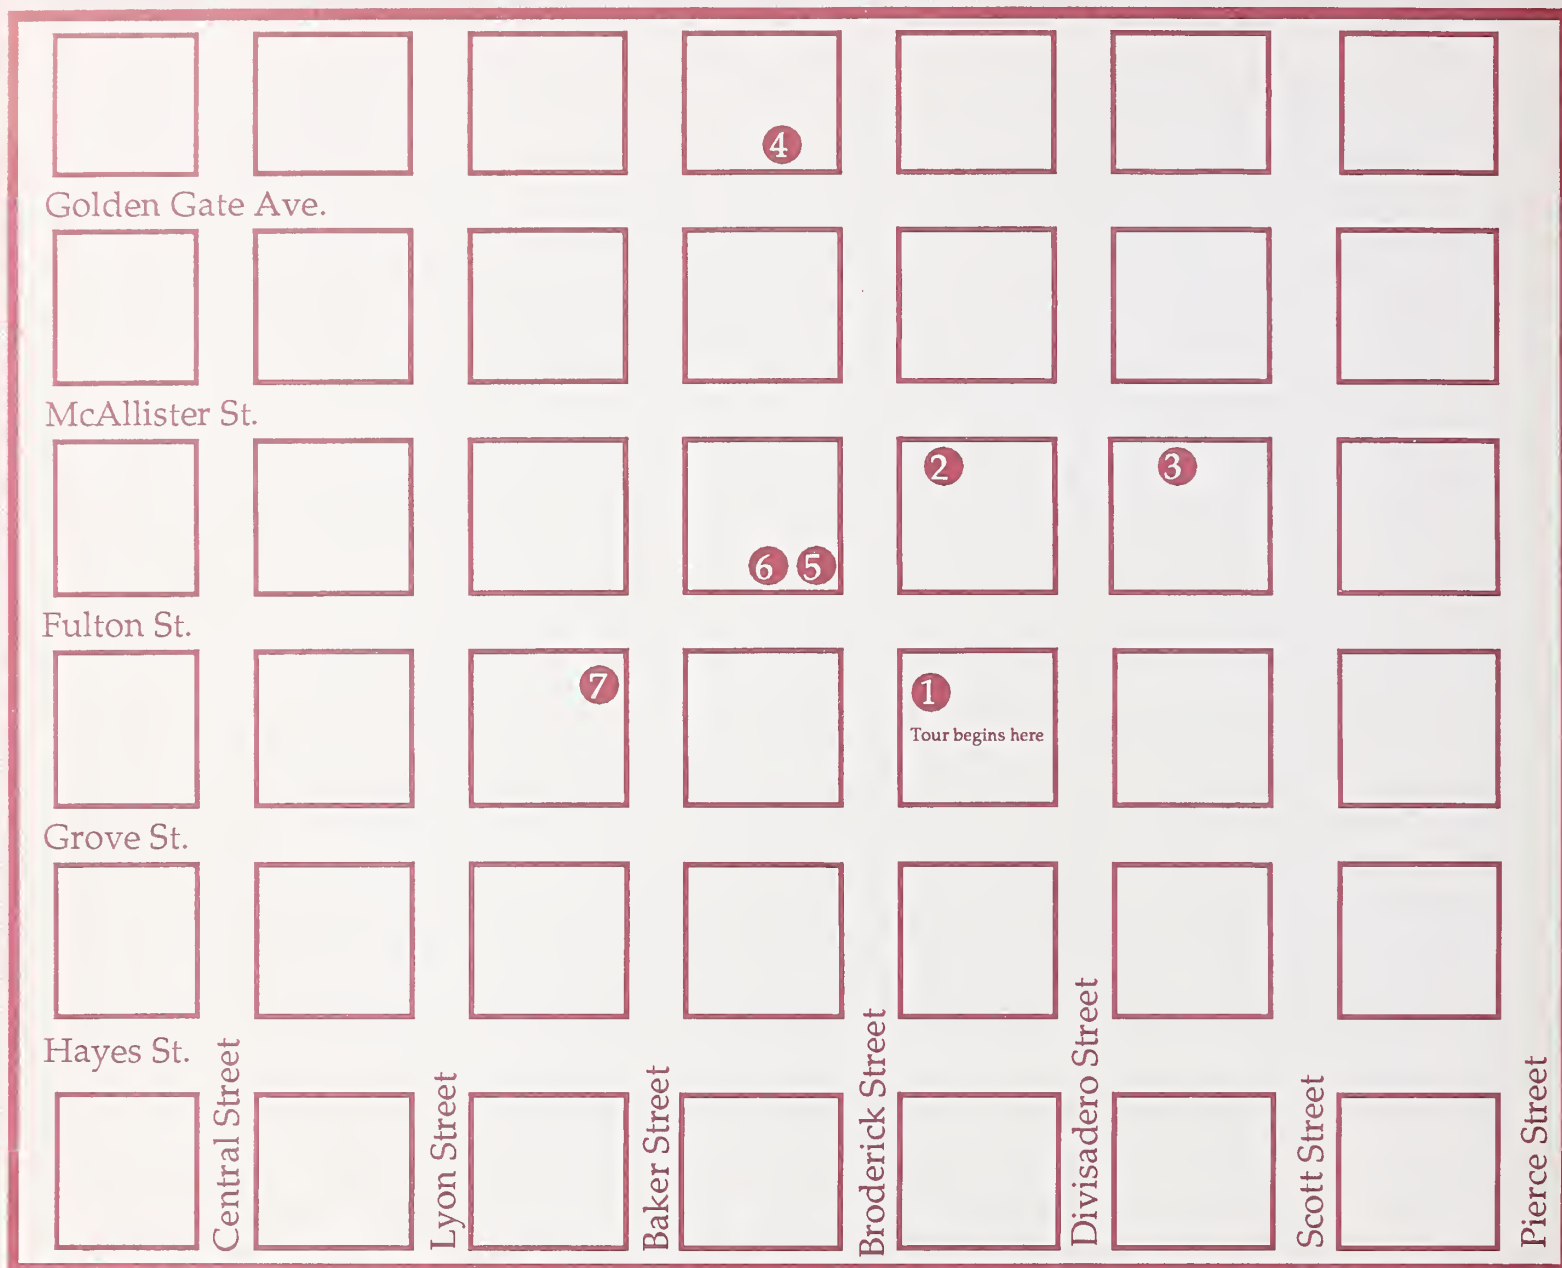 4
Golden Gate Ave.
McAllister St.
2
3
6
5
Fulton St.
7
1
Tour begins here
Grove St.
Hayes St.
Central Street
Lyon Street
Baker Street
Broderick Street
Divisadero Street
Scott Street
Pierce Street